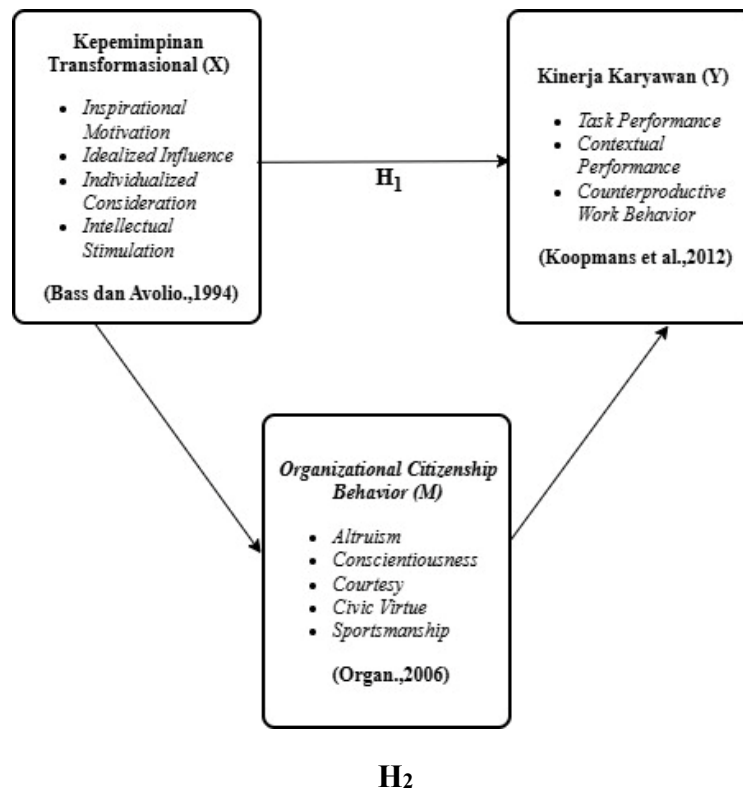 Kepemimpinan
Transformasional (X)
• Inspirational
Motivation
• Idealized Influence
• Individualized
Consideration
• Intellectual
Stimulation
(Bass dan Avolio.,1994)
H1
Kinerja Karyawan (Y)
• Task Performance
• Contextual
Performance
• Counterproductive
Work Behavior
(Koopmans et al.,2012)
Organizational Citizenship
Behavior (M)
• Altruism
• Conscientiousness
• Courtesy
• Civic Virtue
• Sportsmanship
(Organ.,2006)
H2